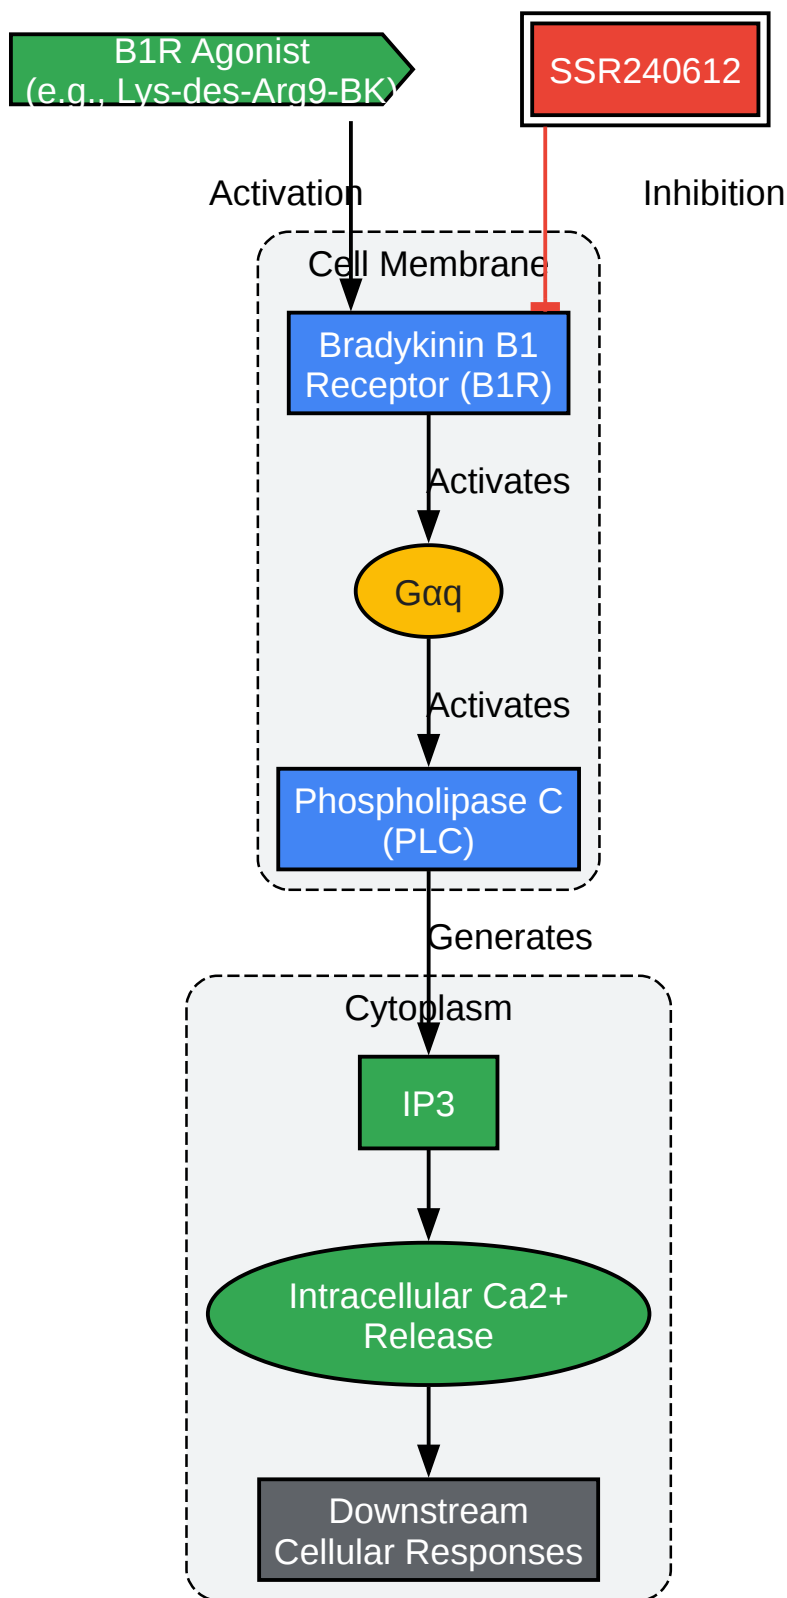 B1R Agonist
(e.g., Lys-des-Arg9-BK)
SSR240612
Activation
Inhibition
Cell Membrane
Bradykinin B1
Receptor (B1R)
Activates
Gαq
Activates
Phospholipase C
(PLC)
Generates
Cytoplasm
IP3
Intracellular Ca2+
Release
Downstream
Cellular Responses